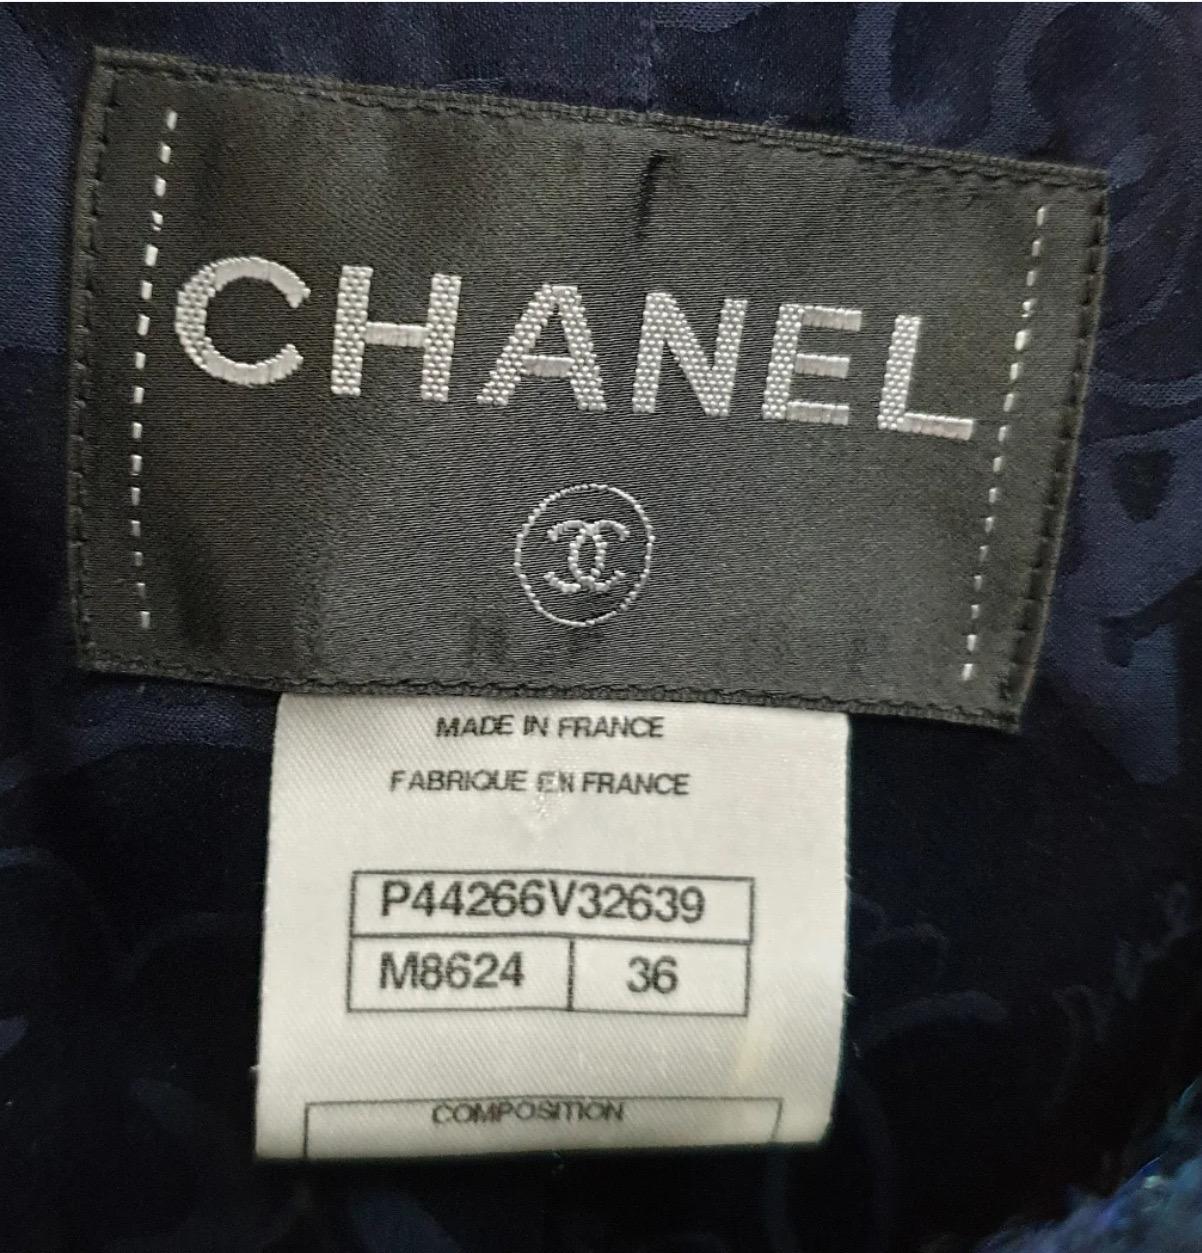 CHANEL
MADE IN FRANCE
FABRIQUE EN FRANCE
P44266V32639
M8624 36
COMPOSITION